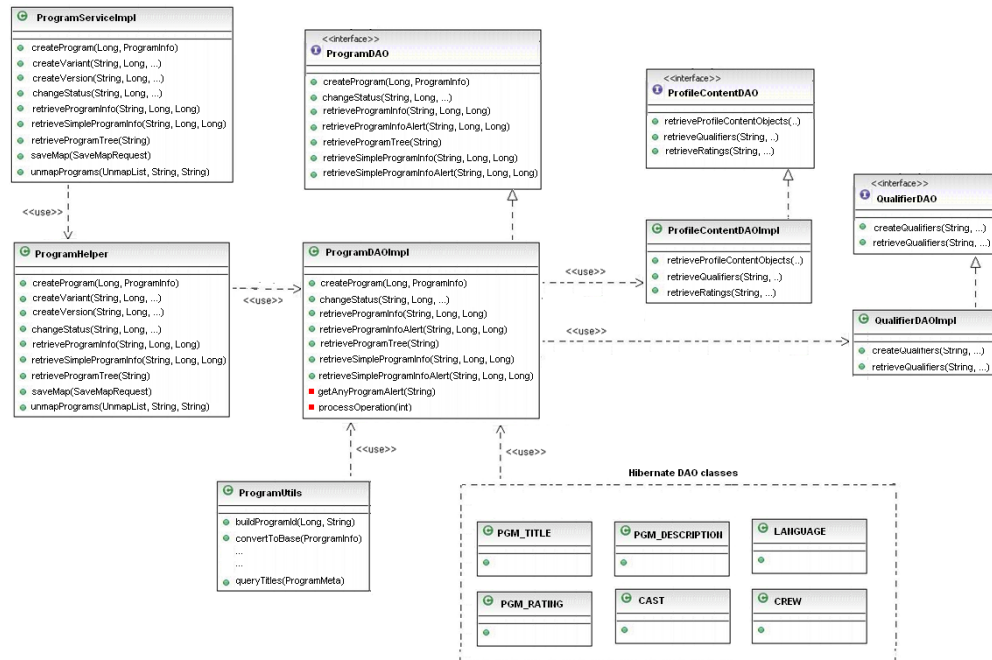 ProgramServiceImpl
createProgram(Long, ProgramInfo)
createVariant(String, Long, ...)
createVersion(String, Long, ...)
changeStatus(String, Long, ...)
retrieveProgramInfo(String, Long, Long)
retrieveSimpleProgramInfo(String, Long, Long)
retrieveProgramTree(String)
saveMap(SaveMapRequest)
unmapPrograms(UnmapList, String, String)
<<use>>
ProgramHelper
createProgram(Long, ProgramInfo)
createVariant(String, Long, ...)
createVersion(String, Long, ...)
changeStatus(String, Long, ...)
retrieveProgramInfo(String, Long, Long)
retrieveSimpleProgramInfo(String, Long, Long)
retrieveProgramTree(String)
saveMap(SaveMapRequest)
unmapPrograms(UnmapList, String, String)
<<use>>
<<interface>>
ProgramDAO
createProgram(Long, ProgramInfo)
changeStatus(String, Long, ...)
retrieveProgramInfo(String, Long, Long)
retrieveProgramInfoAlert(String, Long, Long)
retrieveProgramTree(String)
retrieveSimpleProgramInfo(String, Long, Long)
retrieveSimpleProgramInfoAlert(String, Long, Long)
ProgramDAOImpl
createProgram(Long, ProgramInfo)
changeStatus(String, Long, ...)
retrieveProgramInfo(String, Long, Long)
retrieveProgramInfoAlert(String, Long, Long)
retrieveProgramTree(String)
retrieveSimpleProgramInfo(String, Long, Long)
retrieveSimpleProgramInfoAlert(String, Long, Long)
getAnyProgramAlert(String)
processOperation(int)
<<use>>
<<use>>
<<interface>>
ProfileContentDAO
retrieveProfileContentObjects(..)
retrieveQualifiers(String, ..)
retrieveRatings(String, ...)
ProfileContentDAOImpl
retrieveProfileContentObjects(..)
retrieveQualifiers(String, ..)
retrieveRatings(String, ...)
<<interface>>
QualifierDAO
createQualifiers(String, ...)
retrieveQualifiers(String, ...)
QualifierDAOImpl
createQualifiers(String, ...)
retrieveQualifiers(String, ...)
<<use>>
<<use>>
ProgramUtils
buildProgramId(Long, String)
convertToBase(ProrgramInfo)
...
...
queryTitles(ProgramMeta)
Hibernate DAO classes
PGM_TITLE
PGM_DESCRIPTION
LANGUAGE
PGM_RATING
CAST
CREW